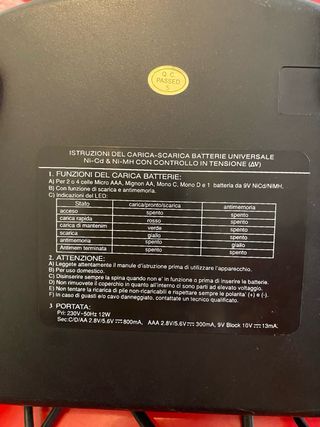 Q.C.
PASSED
5
ISTRUZIONI DEL CARICA-SCARICA BATTERIE UNIVERSALE
Ni-Cd & Ni-MH CON CONTROLLO IN TENSIONE (ΔV)
1. FUNZIONI DEL CARICA BATTERIE:
A) Per 2 o 4 celle Micro AAA, Mignon AA, Mono C, Mono D e 1 batteria da 9V NiCd/NiMH.
B) Con funzione di scarica e antimemoria.
C) Indicazioni del LED:
Stato carica/pronto/scarica antimemoria
acceso spento spento
carica rapida rosso spento
carica di mantenim verde spento
scarica giallo spento
antimemoria spento giallo
Antimem terminata spento spento
2. ATTENZIONE:
A) Leggete attentamente il manule d'istruzione prima di utilizzare l'apparecchio.
B) Per uso domestico.
C) Disinserire sempre la spina quando non e' in funzione o prima di inserire le batterie.
D) Non rimuovete il coperchio in quanto all'interno ci sono parti ad elevato voltaggio.
E) Non tentare la ricarica di pile non-ricaricabili e rispettare sempre le polarita' (+) e (-).
F) In caso di guasti e/o cavo danneggiato, contattate un tecnico qualificato.
3. PORTATA:
Pri: 230V~50Hz 12W
Sec:C/D/AA 2.8V/5.6V⎓800mA, AAA 2.8V/5.6V⎓300mA, 9V Block 10V⎓13mA: